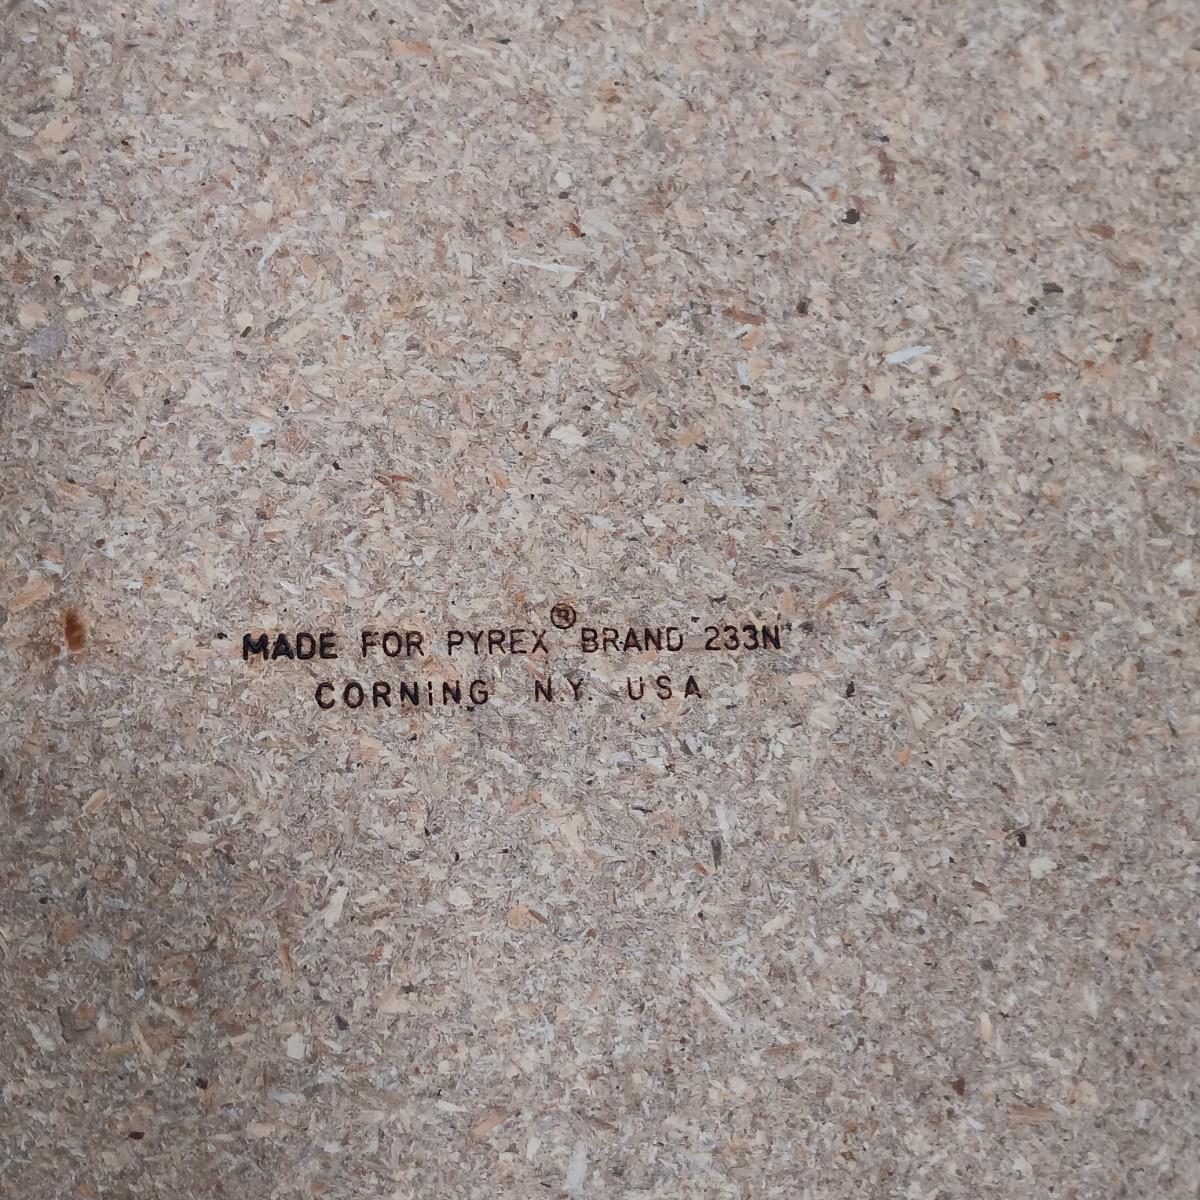 MADE FOR PYREX® BRAND "233N"
CORNING N.Y. USA